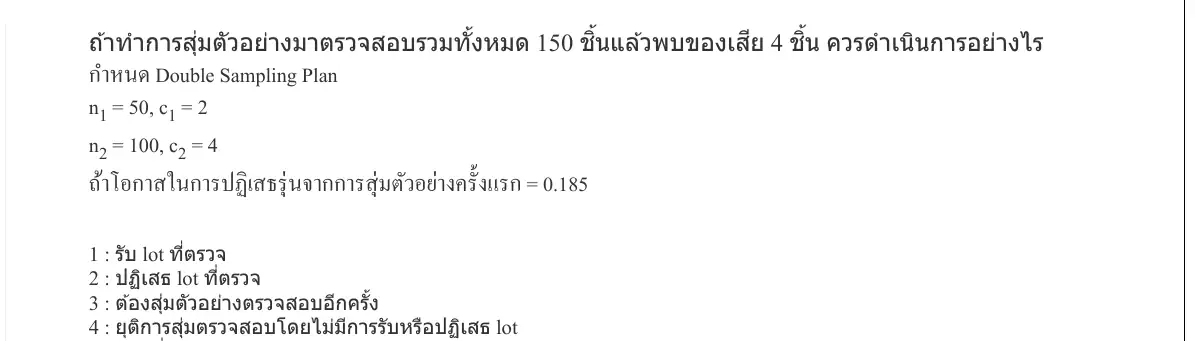 ถ้าทำการสุ่มตัวอย่างมาตรวจสอบรวมทั้งหมด 150 ชิ้นแล้วพบของเสีย 4 ชิ้น ควรดำเนินการอย่างไร
กำหนด Double Sampling Plan
n1 = 50, c1 = 2
n2 = 100, c2 = 4
ถ้าโอกาสในการปฏิเสธรุ่นจากการสุ่มตัวอย่างครั้งแรก = 0.185
1 : รับ lot ที่ตรวจ
2 : ปฏิเสธ lot ที่ตรวจ
3 : ต้องสุ่มตัวอย่างตรวจสอบอีกครั้ง
4 : ยุติการสุ่มตรวจสอบโดยไม่มีการรับหรือปฏิเสธ lot